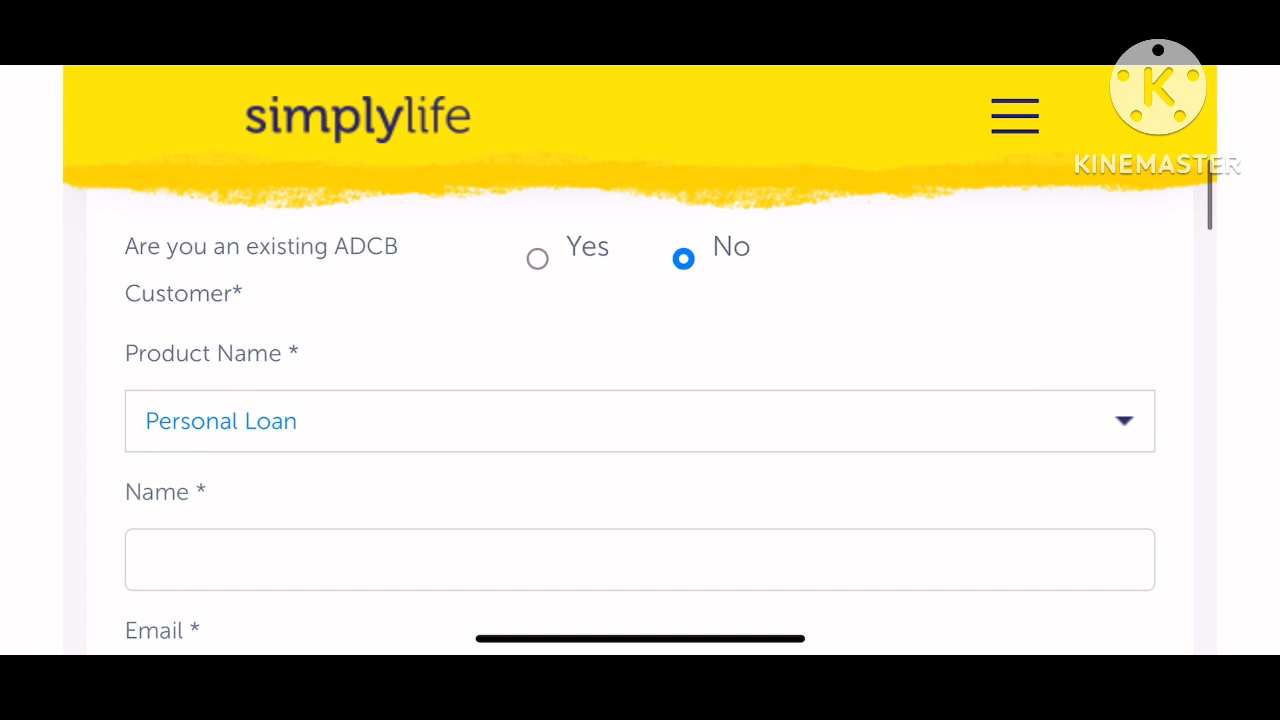 simplylife
K
KINEMASTER
Are you an existing ADCB
Customer*
Yes
No
Product Name *
Personal Loan
Name *
Email *